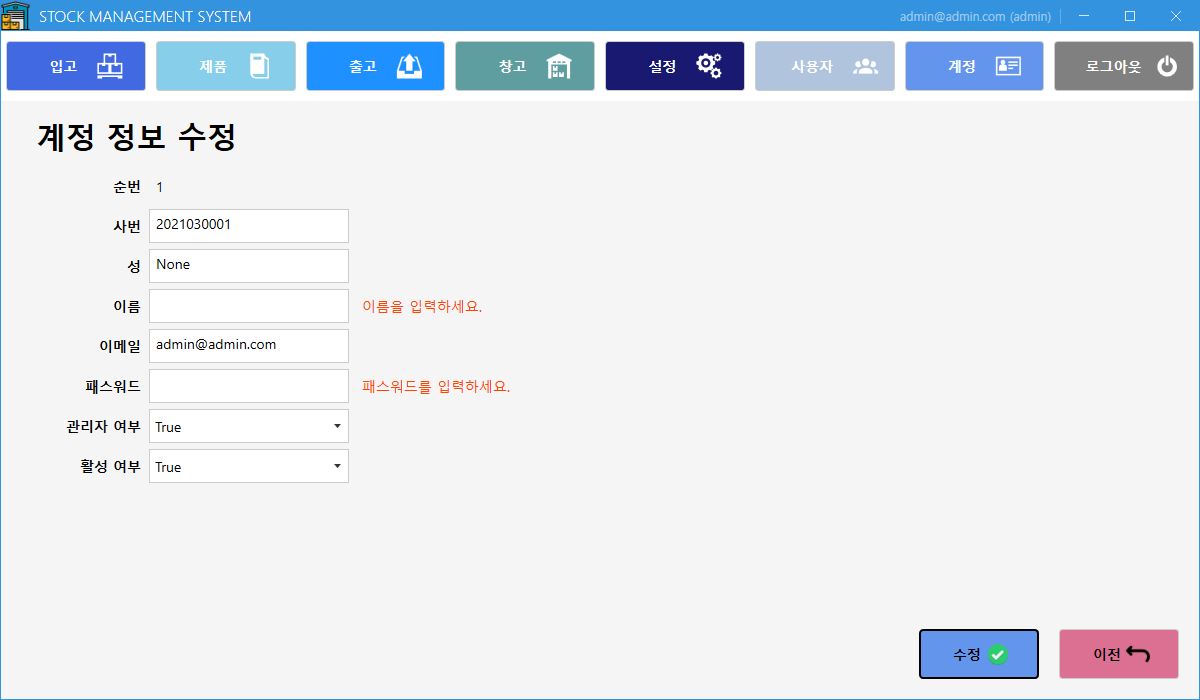 STOCK MANAGEMENT SYSTEM
admin@admin.com (admin)
입고 제품 출고 창고 설정 사용자 계정 로그아웃
계정 정보 수정
순번 1
사번 2021030001
성 None
이름 이름을 입력하세요.
이메일 admin@admin.com
패스워드 패스워드를 입력하세요.
관리자 여부 True
활성 여부 True
수정 이전